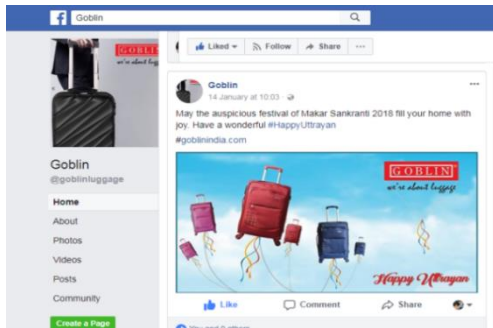 Goblin
Liked
Follow
Share
GOBLIN
we're about lugg
Goblin
14 January at 10:03
May the auspicious festival of Makar Sankranti 2018 fill your home with
joy. Have a wonderful #HappyUttrayan
#goblinindia.com
GOBLIN
we're about luggage
Happy Uttrayan
Like
Comment
Share
Goblin
@goblinluggage
Home
About
Photos
Videos
Posts
Community
Create a Page